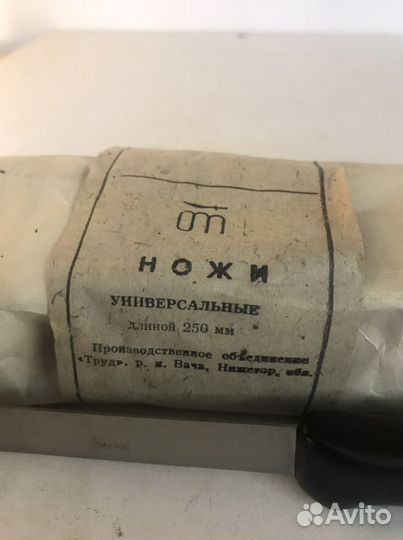 НОЖИ
УНИВЕРСАЛЬНЫЕ
длиной 250 мм
Производственное объединение
«Труд», р. п. Вача, Нижегор. обл.
Avito